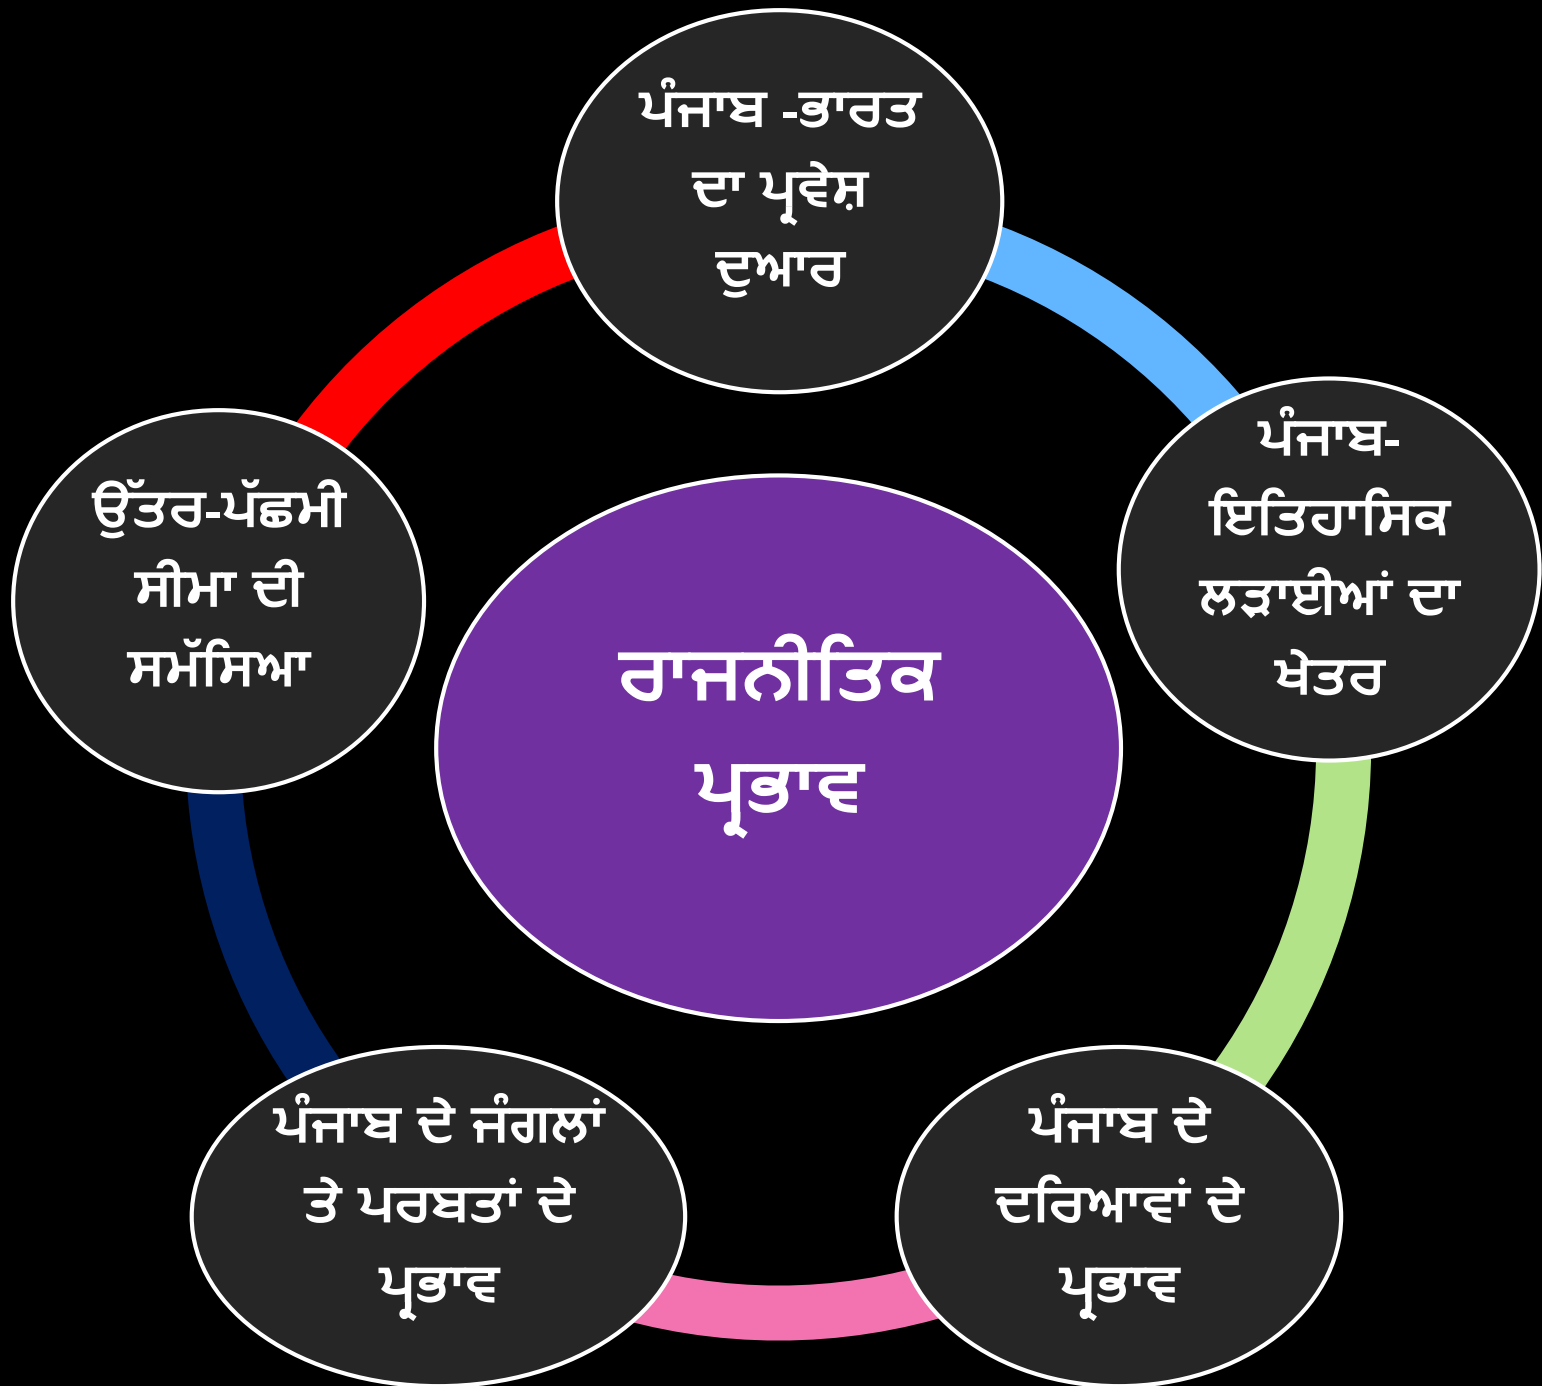 ਪੰਜਾਬ -ਭਾਰਤ
ਦਾ ਪ੍ਰਵੇਸ਼
ਦੁਆਰ
ਪੰਜਾਬ-
ਇਤਿਹਾਸਿਕ
ਲੜਾਈਆਂ ਦਾ
ਖੇਤਰ
ਉੱਤਰ-ਪੱਛਮੀ
ਸੀਮਾ ਦੀ
ਸਮੱਸਿਆ
ਰਾਜਨੀਤਿਕ
ਪ੍ਰਭਾਵ
ਪੰਜਾਬ ਦੇ ਜੰਗਲਾਂ
ਤੇ ਪਰਬਤਾਂ ਦੇ
ਪ੍ਰਭਾਵ
ਪੰਜਾਬ ਦੇ
ਦਰਿਆਵਾਂ ਦੇ
ਪ੍ਰਭਾਵ